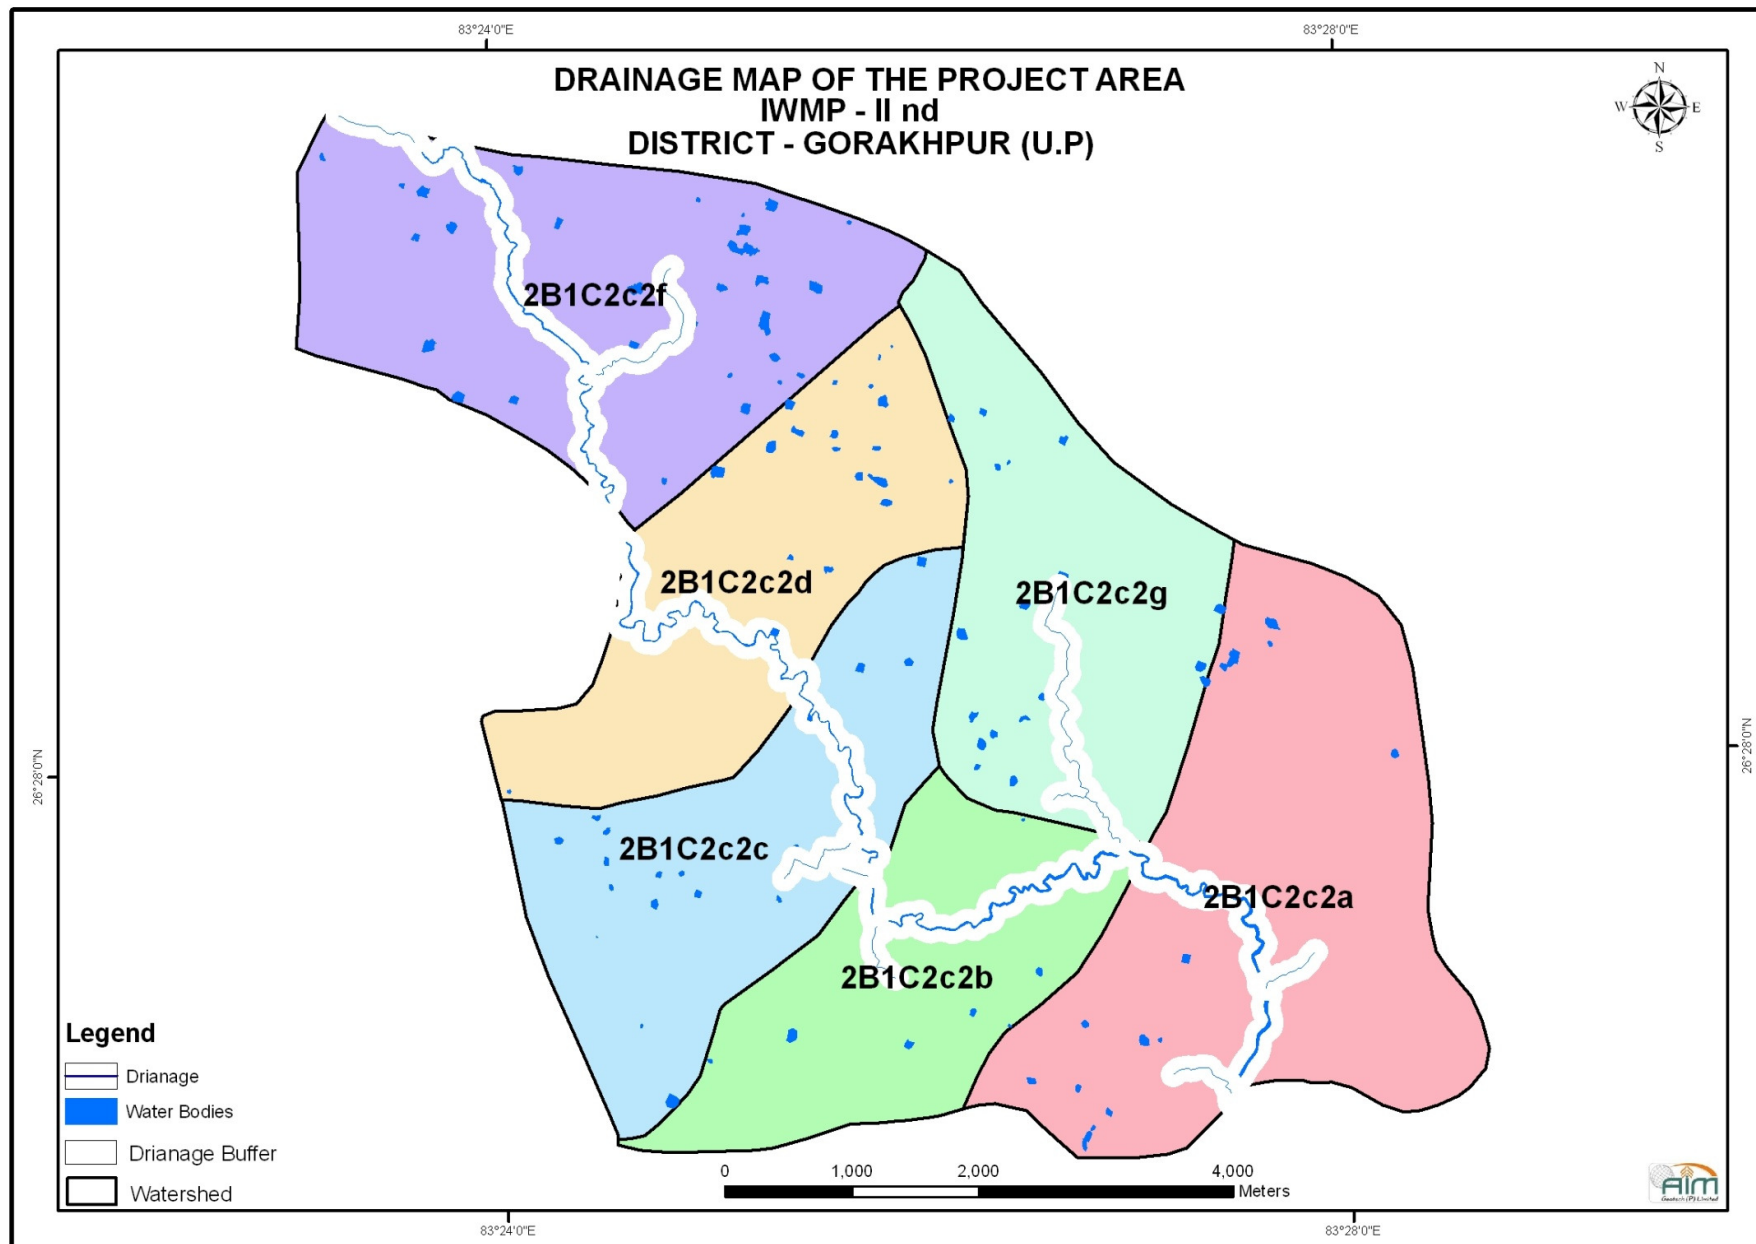 83°24'0"E
83°28'0"E
DRAINAGE MAP OF THE PROJECT AREA
IWMP - II nd
DISTRICT - GORAKHPUR (U.P)
N
W
E
S
2B1C2c2f
2B1C2c2d
2B1C2c2g
26°28'0"N
26°28'0"N
2B1C2c2c
2B1C2c2a
2B1C2c2b
Legend
Drianage
Water Bodies
Drianage Buffer
Watershed
0
1,000
2,000
4,000
Meters
AIM
Geotech (P) Limited
83°24'0"E
83°28'0"E